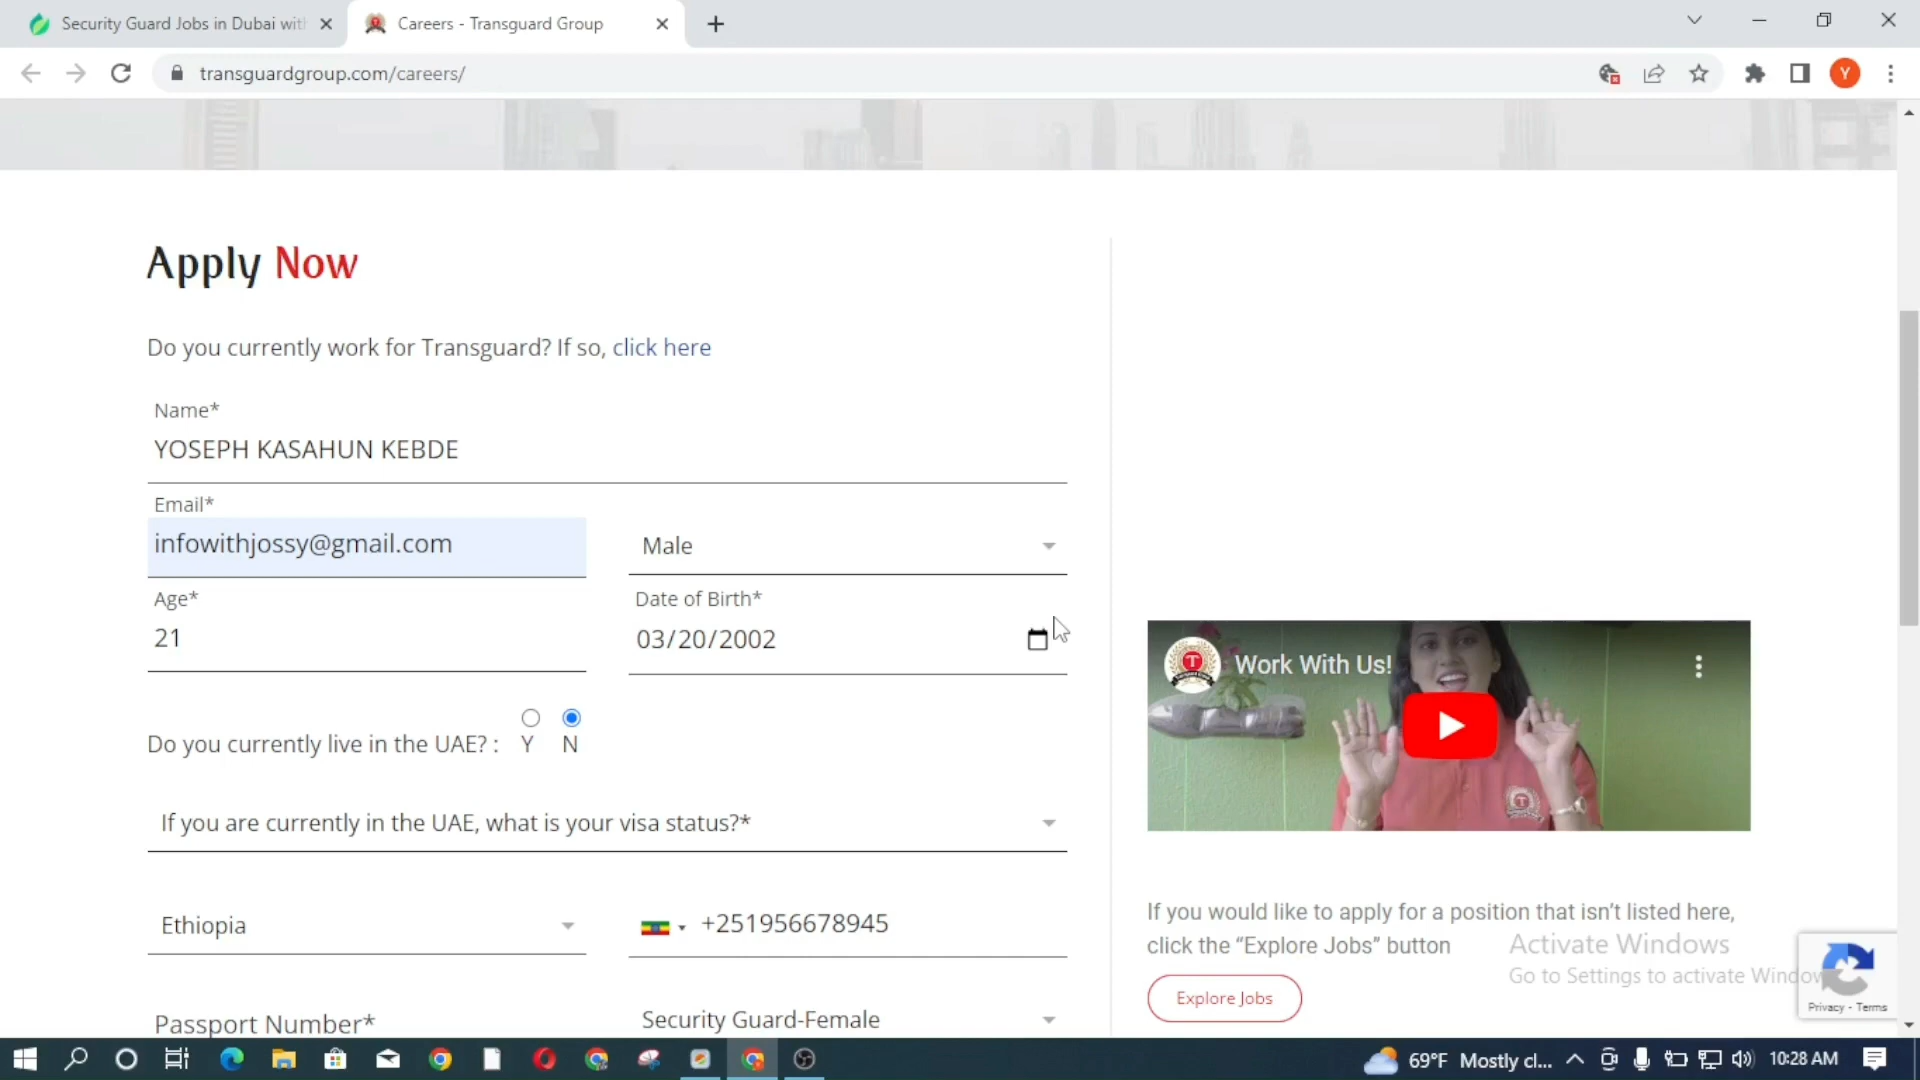 Security Guard Jobs in Dubai with
Careers - Transguard Group
transguardgroup.com/careers/
Y
Apply Now
Do you currently work for Transguard? If so, click here
Name*
YOSEPH KASAHUN KEBDE
Email*
infowithjossy@gmail.com
Male
Age*
21
Date of Birth*
03/20/2002
Do you currently live in the UAE? : Y N
If you are currently in the UAE, what is your visa status?*
Ethiopia
+251956678945
Passport Number*
Security Guard-Female
T
Work With Us!
If you would like to apply for a position that isn’t listed here,
click the “Explore Jobs” button
Explore Jobs
Activate Windows
Go to Settings to activate Window
Privacy - Terms
69°F Mostly cl...
10:28 AM